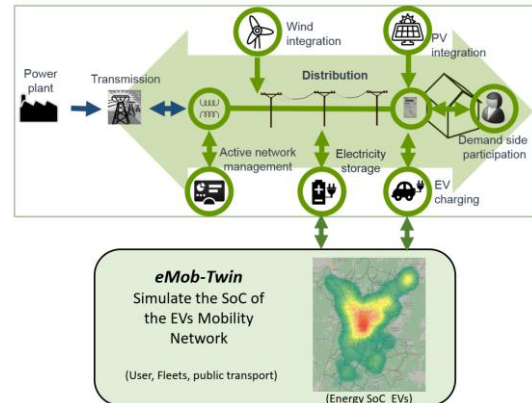 Wind
integration
PV
integration
Power
plant
Transmission
Distribution
Demand side
participation
Active network
management
Electricity
storage
EV
charging
eMob-Twin
Simulate the SoC of
the EVs Mobility
Network
(User, Fleets, public transport)
(Energy SoC EVs)